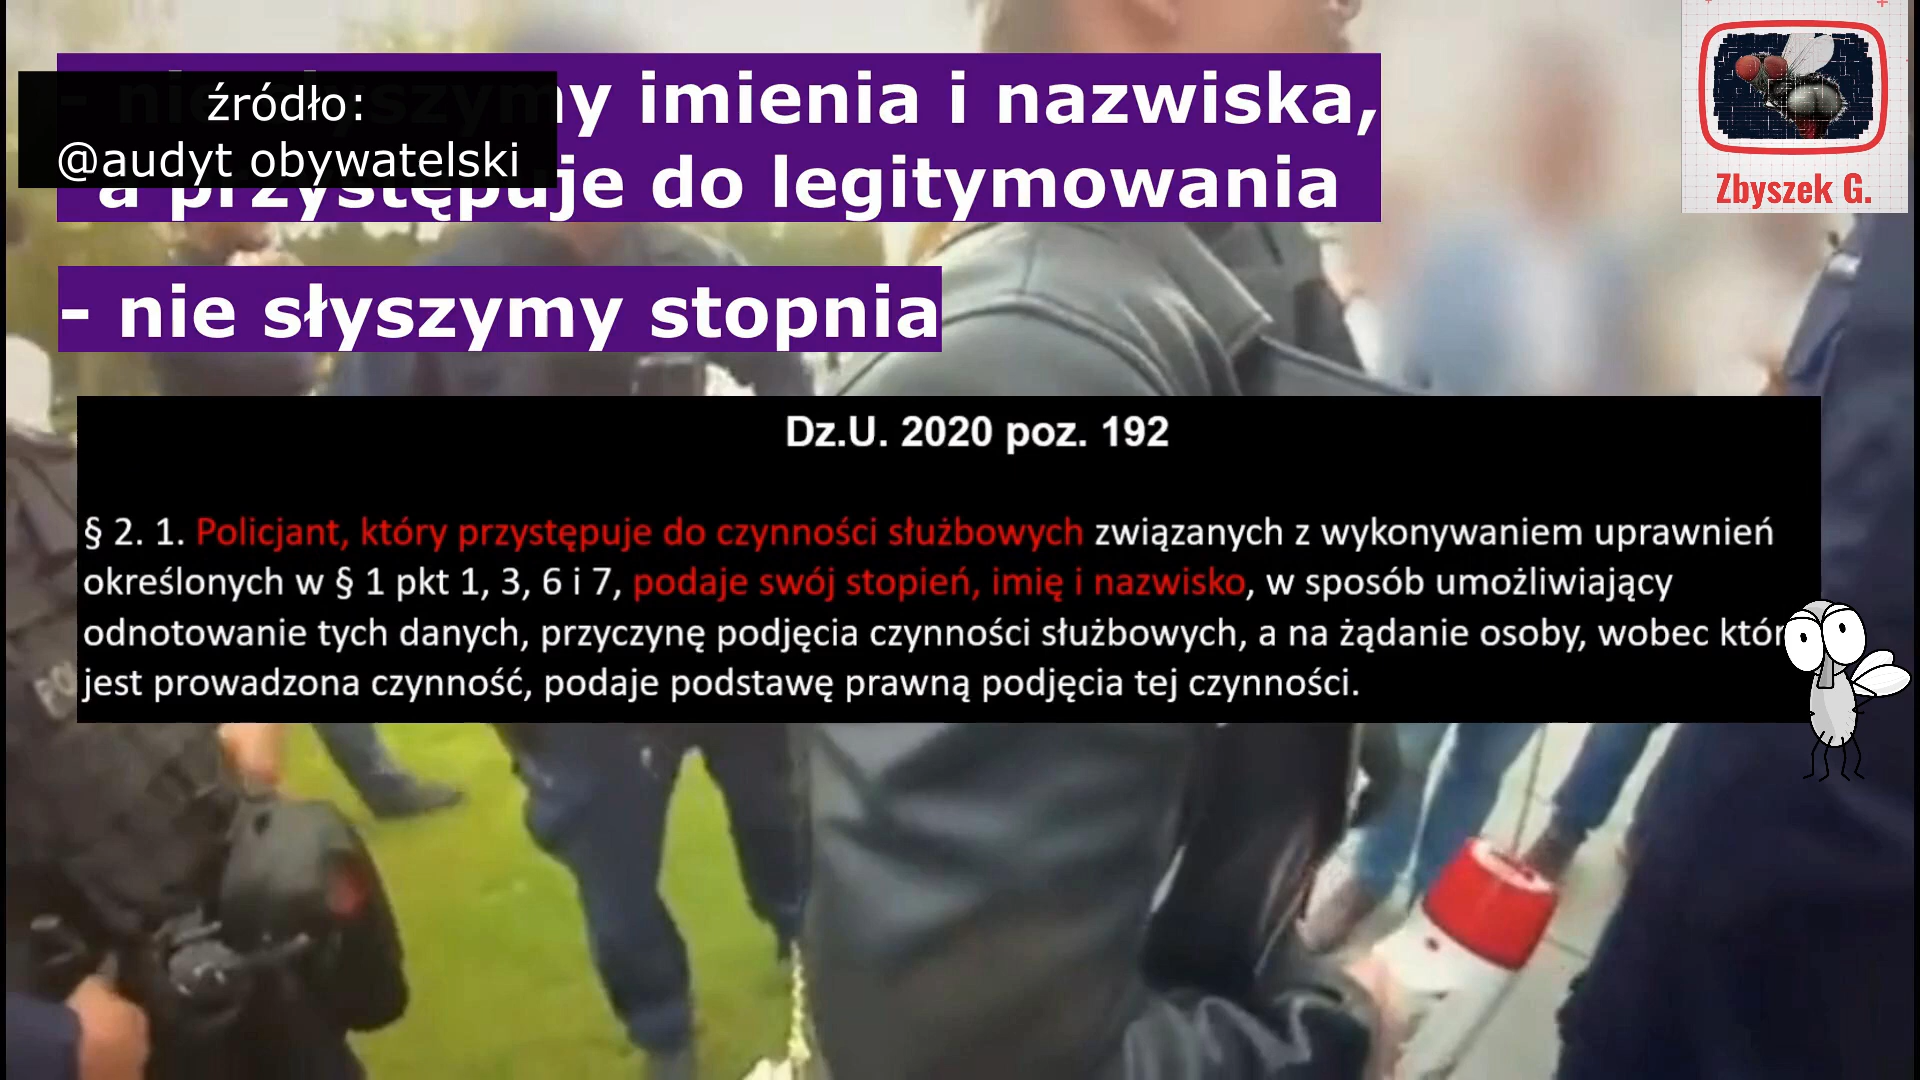 źródło:
@audyt obywatelski
imienia i nazwiska,
a przystępuje do legitymowania
- nie słyszymy stopnia
Zbyszek G.
Dz.U. 2020 poz. 192
§ 2. 1. Policjant, który przystępuje do czynności służbowych związanych z wykonywaniem uprawnień
określonych w § 1 pkt 1, 3, 6 i 7, podaje swój stopień, imię i nazwisko, w sposób umożliwiający
odnotowanie tych danych, przyczynę podjęcia czynności służbowych, a na żądanie osoby, wobec
jest prowadzona czynność, podaje podstawę prawną podjęcia tej czynności.